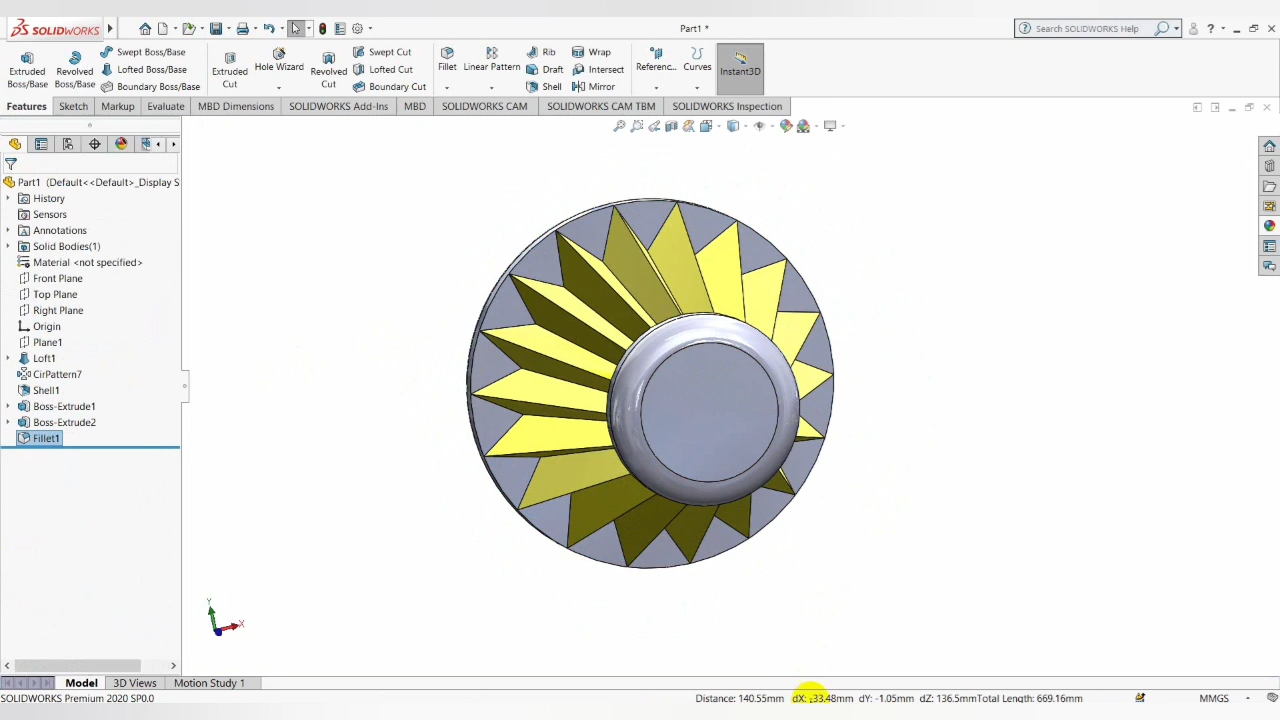 SOLIDWORKS
Part1 *
Search SOLIDWORKS Help
Extruded Boss/Base
Revolved Boss/Base
Swept Boss/Base
Lofted Boss/Base
Boundary Boss/Base
Extruded Cut
Hole Wizard
Revolved Cut
Swept Cut
Lofted Cut
Boundary Cut
Fillet
Linear Pattern
Rib
Draft
Shell
Wrap
Intersect
Mirror
Referenc...
Curves
Instant3D
Features Sketch Markup Evaluate MBD Dimensions SOLIDWORKS Add-Ins MBD SOLIDWORKS CAM SOLIDWORKS CAM TBM SOLIDWORKS Inspection
Part1 (Default<<Default>_Display S
History
Sensors
Annotations
Solid Bodies(1)
Material <not specified>
Front Plane
Top Plane
Right Plane
Origin
Plane1
Loft1
CirPattern7
Shell1
Boss-Extrude1
Boss-Extrude2
Fillet1
Y
X
Model 3D Views Motion Study 1
SOLIDWORKS Premium 2020 SP0.0 Distance: 140.55mm dX: -33.48mm dY: -1.05mm dZ: 136.5mmTotal Length: 669.16mm MMGS